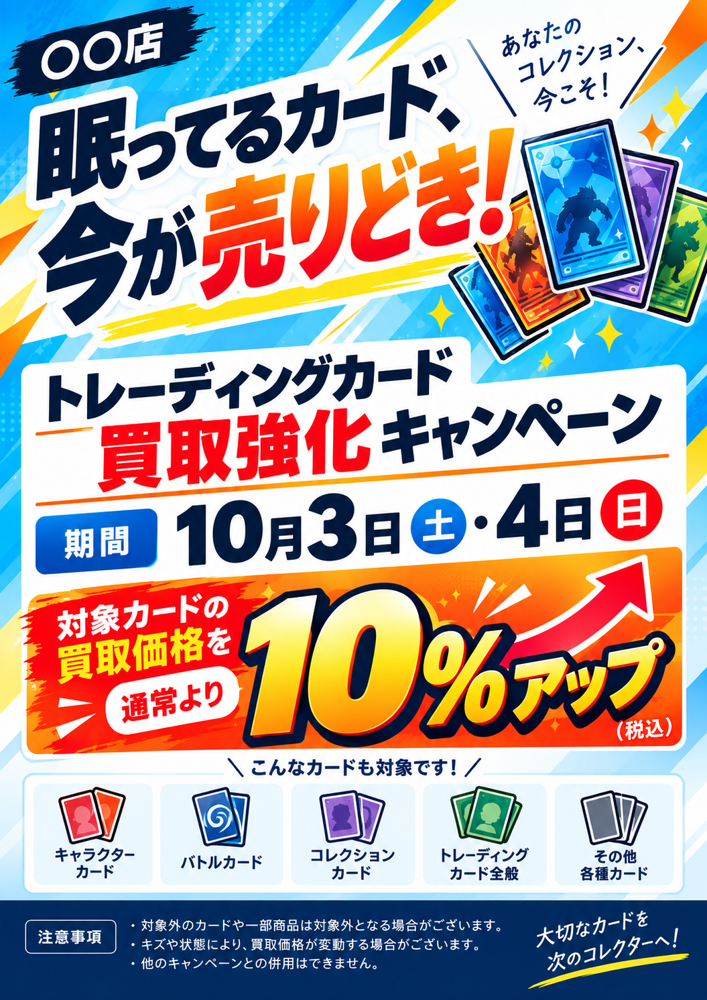 〇〇店
あなたの
コレクション、
今こそ！
眠ってるカード、
今が売りどき！
トレーディングカード
買取強化キャンペーン
期間 10月3日 土・4日 日
対象カードの
買取価格を
通常より
10%アップ
（税込）
こんなカードも対象です！
キャラクター
カード
バトルカード
コレクション
カード
トレーディング
カード全般
その他
各種カード
注意事項
・対象外のカードや一部商品は対象外となる場合がございます。
・キズや状態により、買取価格が変動する場合がございます。
・他のキャンペーンとの併用はできません。
大切なカードを
次のコレクターへ！